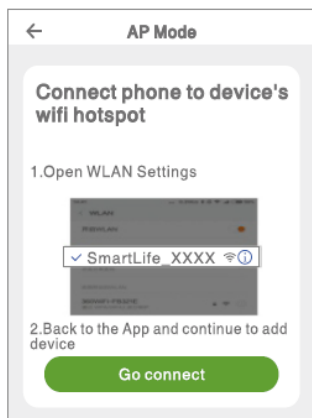 AP Mode
Connect phone to device's
wifi hotspot
1.Open WLAN Settings
WLAN
SmartLife_XXXX
2.Back to the App and continue to add
device
Go connect